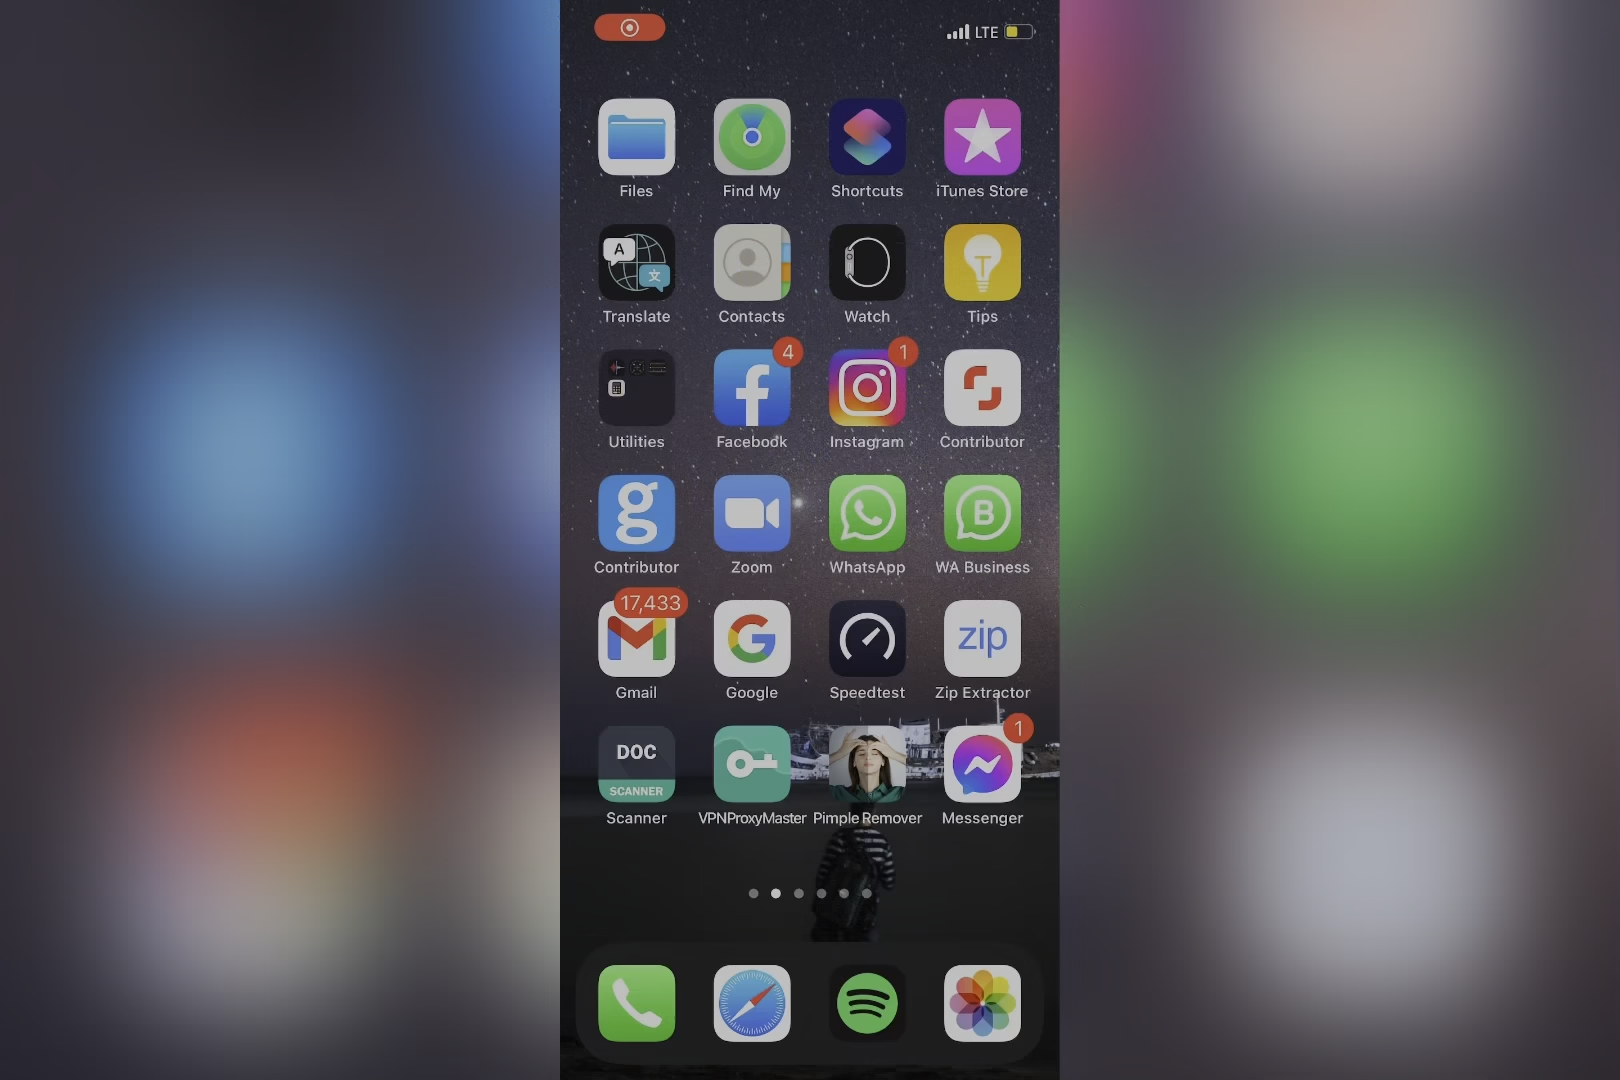 LTE
Files Find My Shortcuts iTunes Store
A 文
Translate Contacts Watch Tips
4 1
Utilities Facebook Instagram Contributor
g B
Contributor Zoom WhatsApp WA Business
17,433
G zip
Gmail Google Speedtest Zip Extractor
1
DOC
SCANNER
Scanner VPNProxyMaster Pimple Remover Messenger